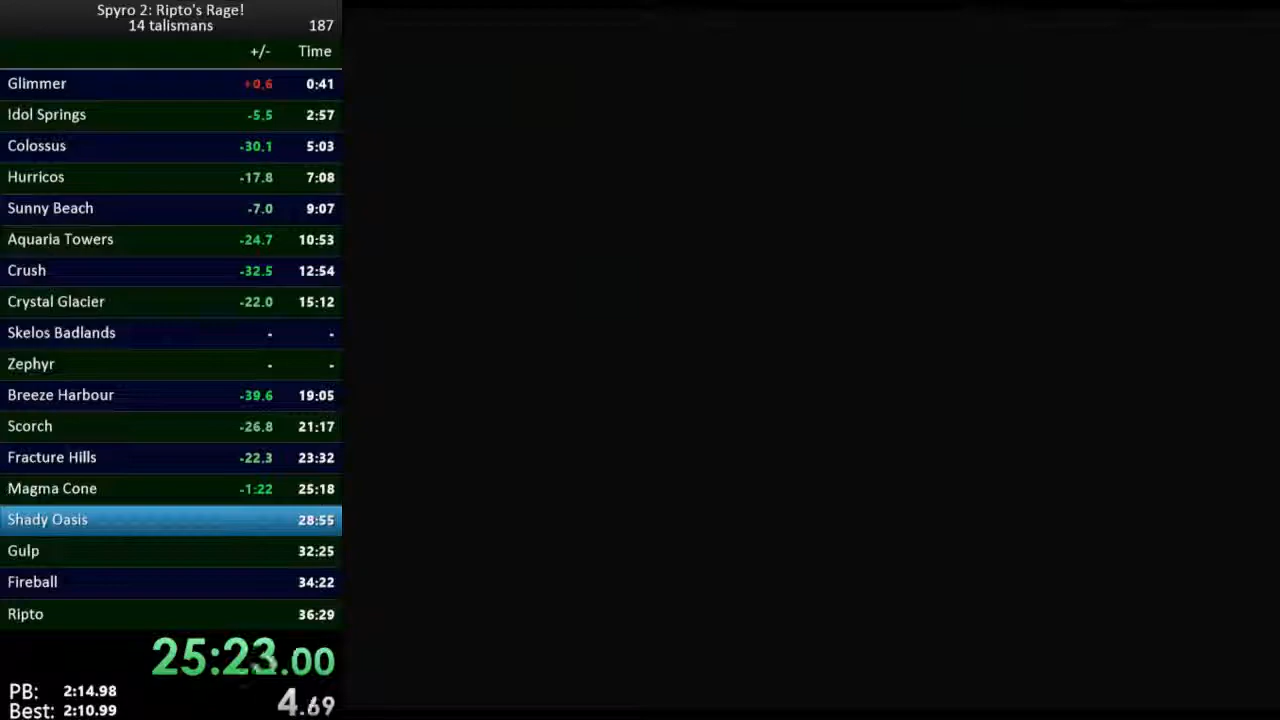 Spyro 2: Ripto's Rage!
14 talismans 187
+/- Time
Glimmer +0.6 0:41
Idol Springs -5.5 2:57
Colossus -30.1 5:03
Hurricos -17.8 7:08
Sunny Beach -7.0 9:07
Aquaria Towers -24.7 10:53
Crush -32.5 12:54
Crystal Glacier -22.0 15:12
Skelos Badlands - -
Zephyr - -
Breeze Harbour -39.6 19:05
Scorch -26.8 21:17
Fracture Hills -22.3 23:32
Magma Cone -1:22 25:18
Shady Oasis 28:55
Gulp 32:25
Fireball 34:22
Ripto 36:29
25:23.00
PB: 2:14.98 4.69
Best: 2:10.99